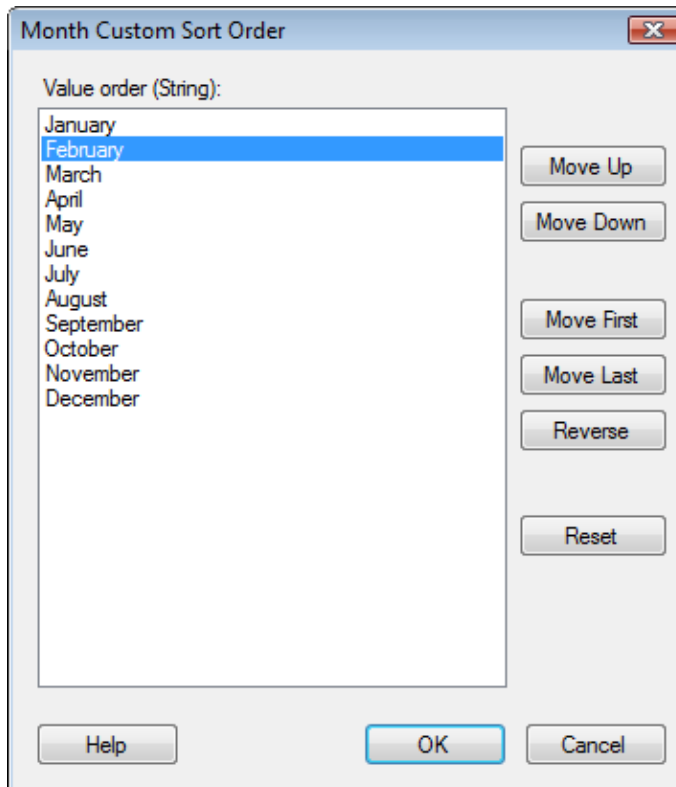 Month Custom Sort Order
Value order (String):
January
February
March
April
May
June
July
August
September
October
November
December
Move Up
Move Down
Move First
Move Last
Reverse
Reset
Help
OK
Cancel